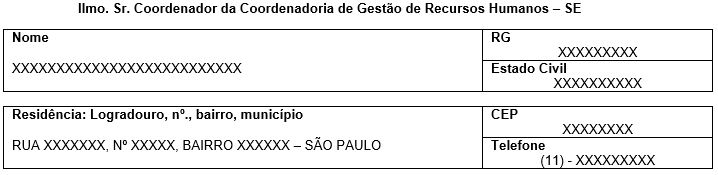 Ilmo. Sr. Coordenador da Coordenadoria de Gestão de Recursos Humanos – SE
Nome
XXXXXXXXXXXXXXXXXXXXXXXXXX
RG
XXXXXXXXX
Estado Civil
XXXXXXXXXX
Residência: Logradouro, nº., bairro, município
RUA XXXXXXX, Nº XXXXX, BAIRRO XXXXXX – SÃO PAULO
CEP
XXXXXXXX
Telefone
(11) - XXXXXXXXX